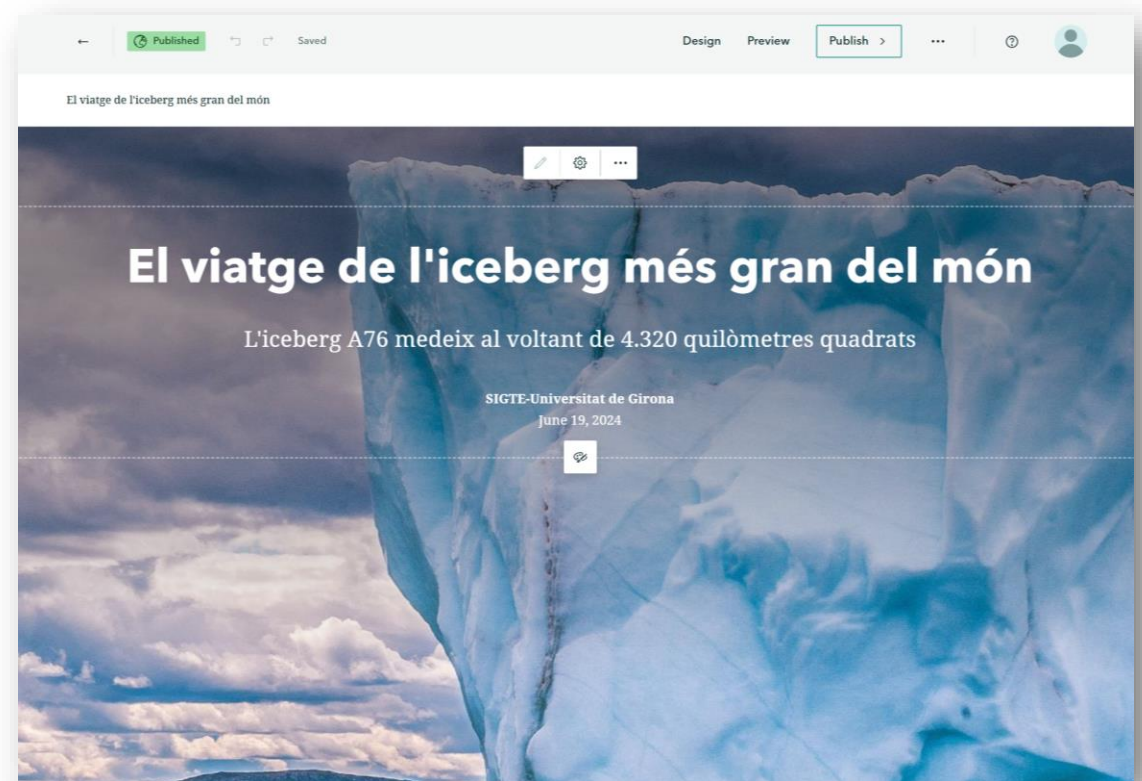 Published Saved Design Preview Publish >
El viatge de l'iceberg més gran del món
El viatge de l'iceberg més gran del món
L'iceberg A76 medeix al voltant de 4.320 quilòmetres quadrats
SIGTE-Universitat de Girona
June 19, 2024